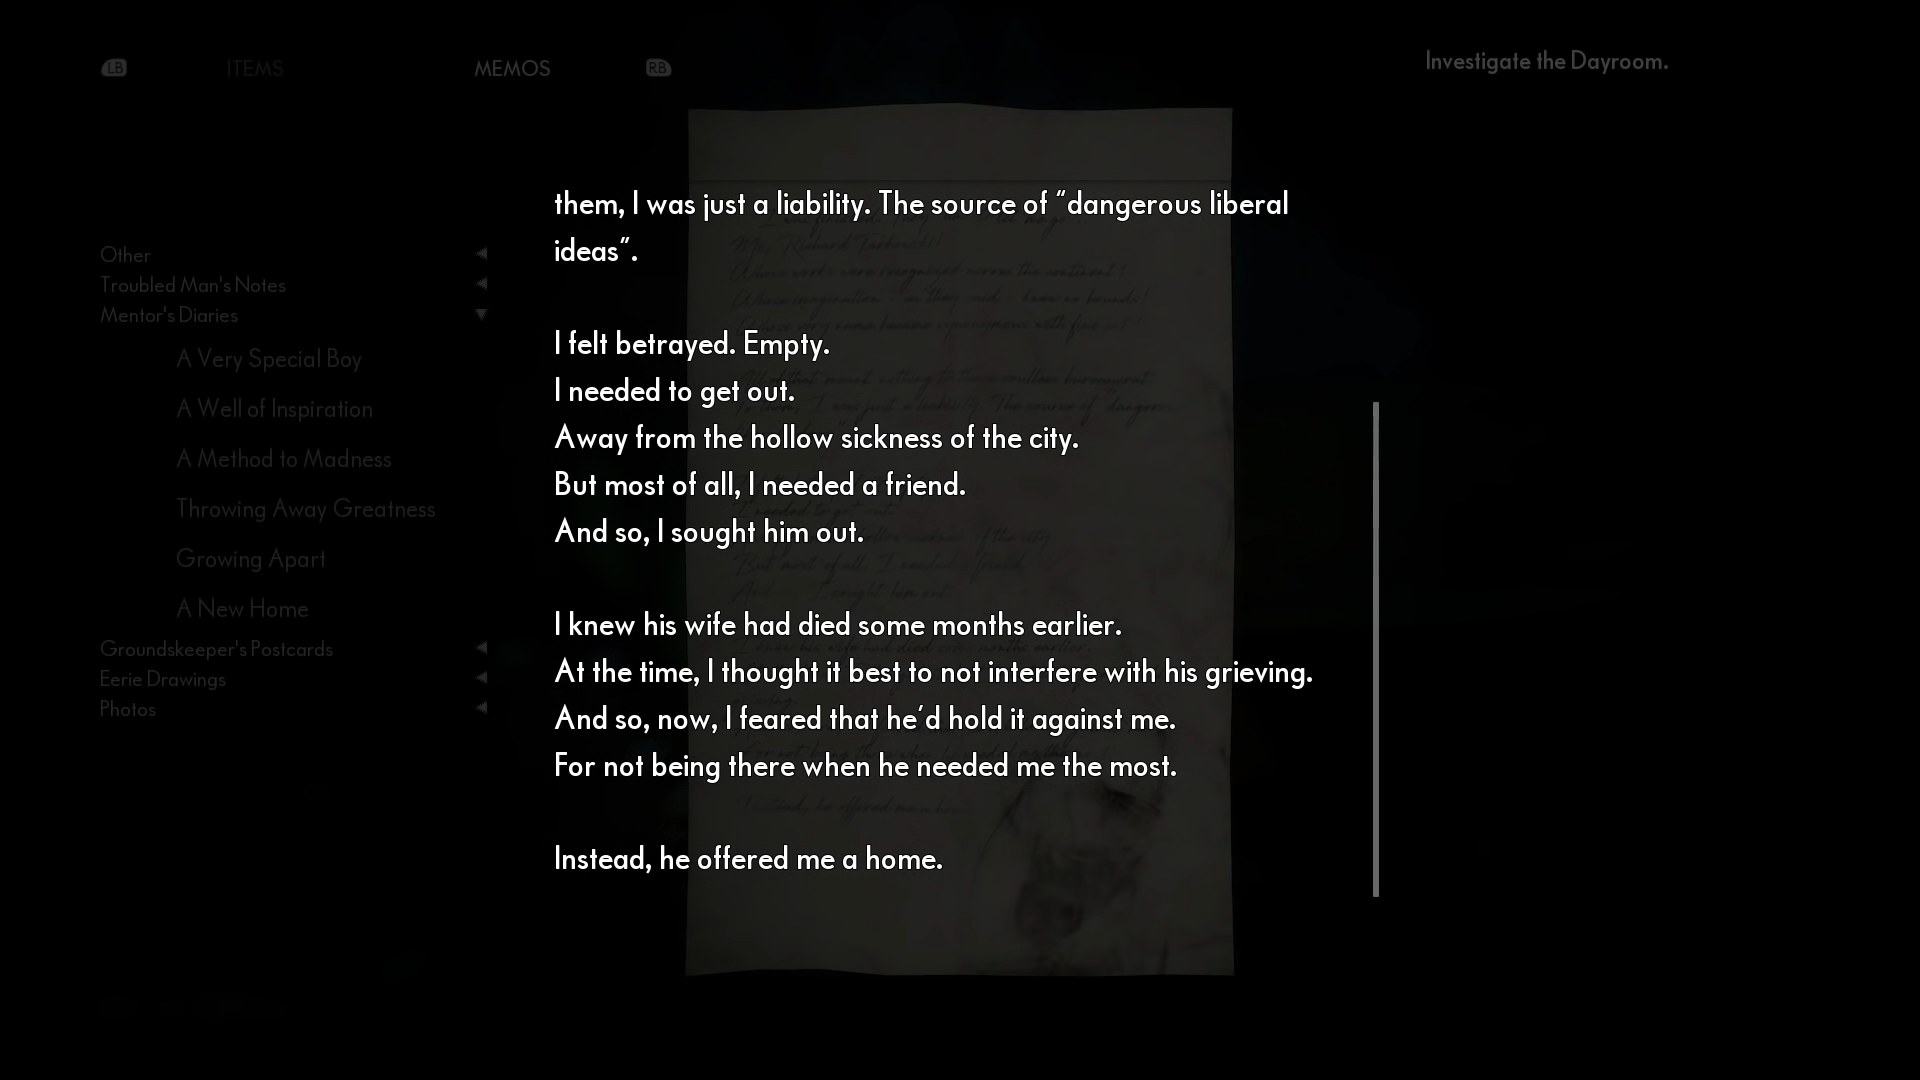 LB
ITEMS
MEMOS
RB
Investigate the Dayroom.
Other
Troubled Man's Notes
Mentor's Diaries
A Very Special Boy
A Well of Inspiration
A Method to Madness
Throwing Away Greatness
Growing Apart
A New Home
Groundskeeper's Postcards
Eerie Drawings
Photos
them, I was just a liability. The source of “dangerous liberal
ideas”.
I felt betrayed. Empty.
I needed to get out.
Away from the hollow sickness of the city.
But most of all, I needed a friend.
And so, I sought him out.
I knew his wife had died some months earlier.
At the time, I thought it best to not interfere with his grieving.
And so, now, I feared that he'd hold it against me.
For not being there when he needed me the most.
Instead, he offered me a home.